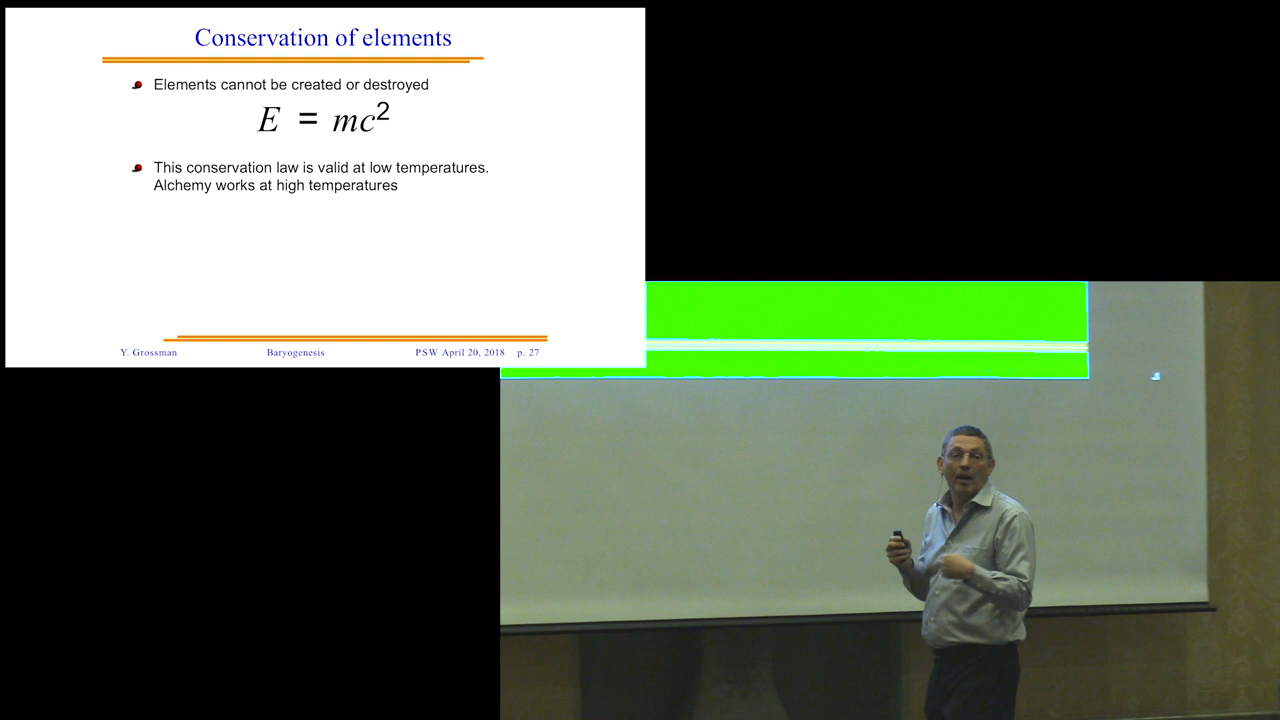 Conservation of elements
Elements cannot be created or destroyed
E = mc²
This conservation law is valid at low temperatures.
Alchemy works at high temperatures
Y. Grossman Baryogenesis PSW April 20, 2018 p. 27